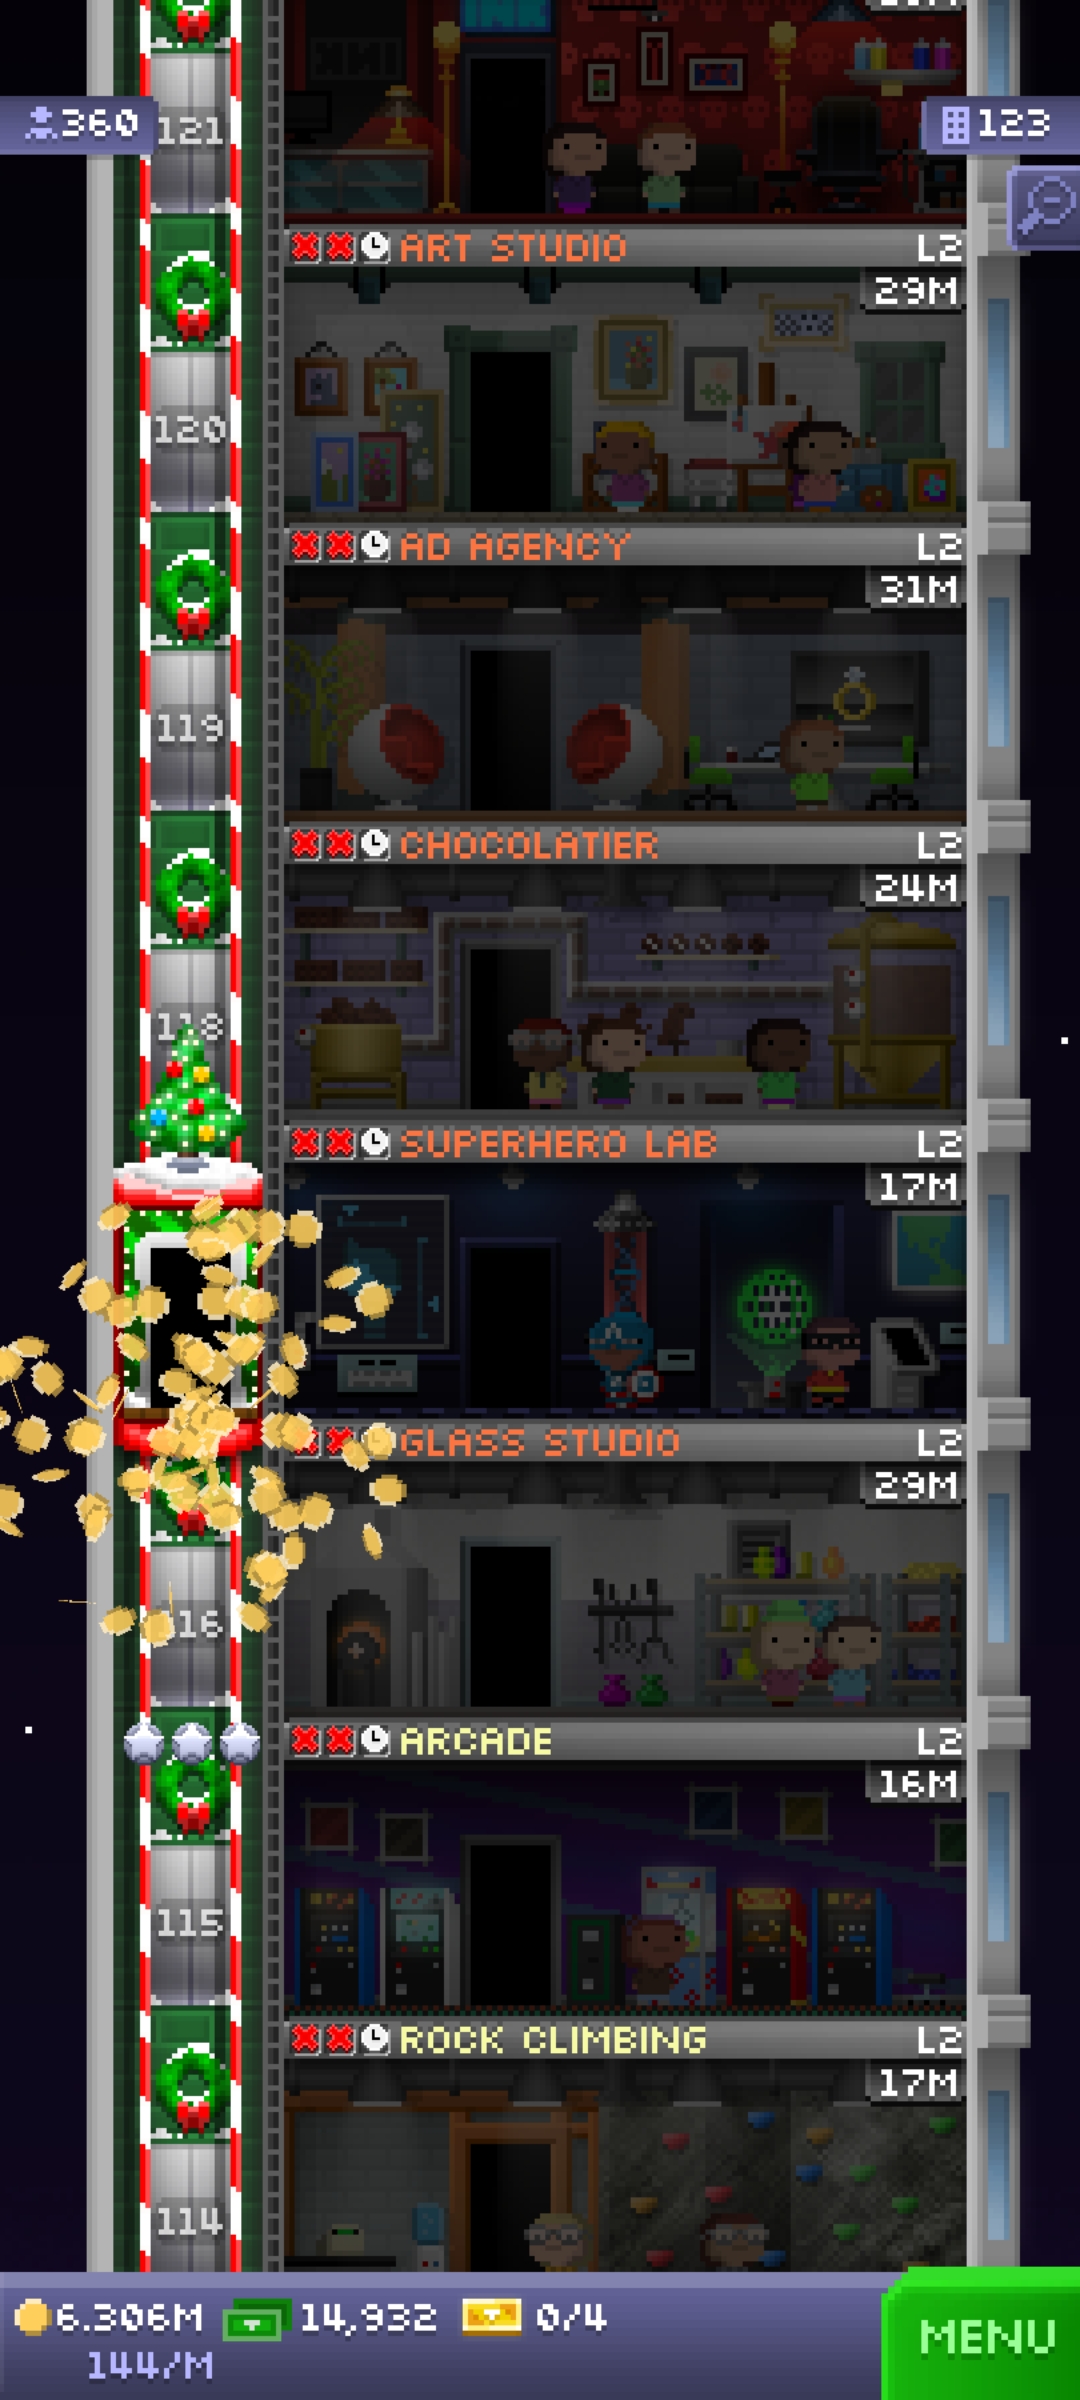 INK
121
360
123
ART STUDIO L2
29M
120
AD AGENCY L2
31M
119
CHOCOLATIER L2
24M
118
SUPERHERO LAB L2
17M
GLASS STUDIO L2
29M
16
ARCADE L2
16M
115
ROCK CLIMBING L2
17M
114
6.306M 14,932 0/4
144/M
MENU